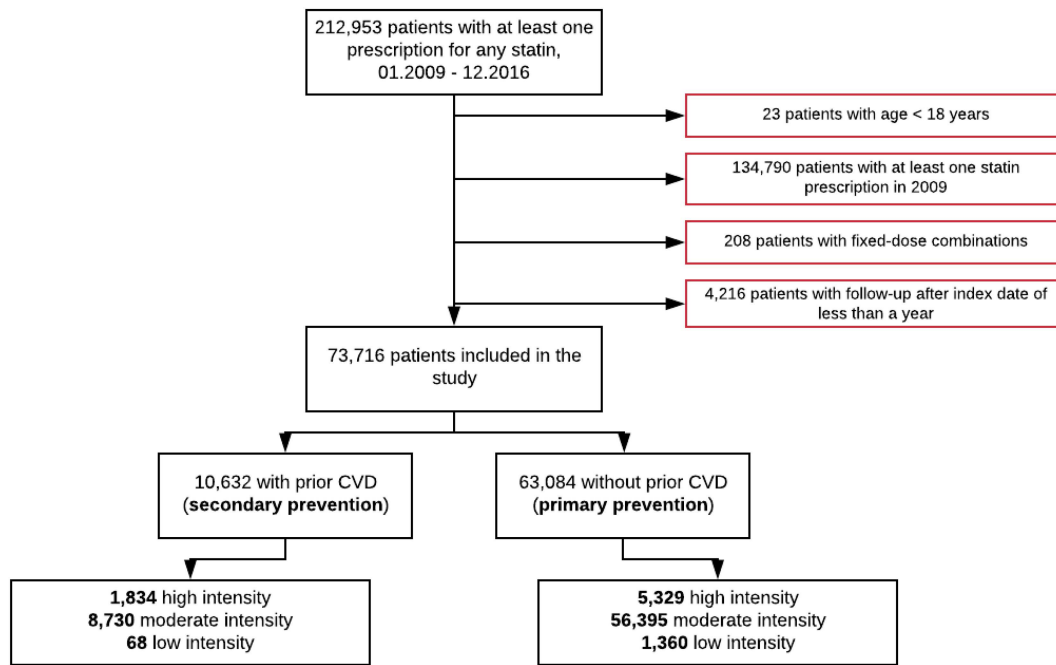 212,953 patients with at least one
prescription for any statin,
01.2009 - 12.2016
23 patients with age < 18 years
134,790 patients with at least one statin
prescription in 2009
208 patients with fixed-dose combinations
4,216 patients with follow-up after index date of
less than a year
73,716 patients included in the
study
10,632 with prior CVD
(secondary prevention)
63,084 without prior CVD
(primary prevention)
1,834 high intensity
8,730 moderate intensity
68 low intensity
5,329 high intensity
56,395 moderate intensity
1,360 low intensity